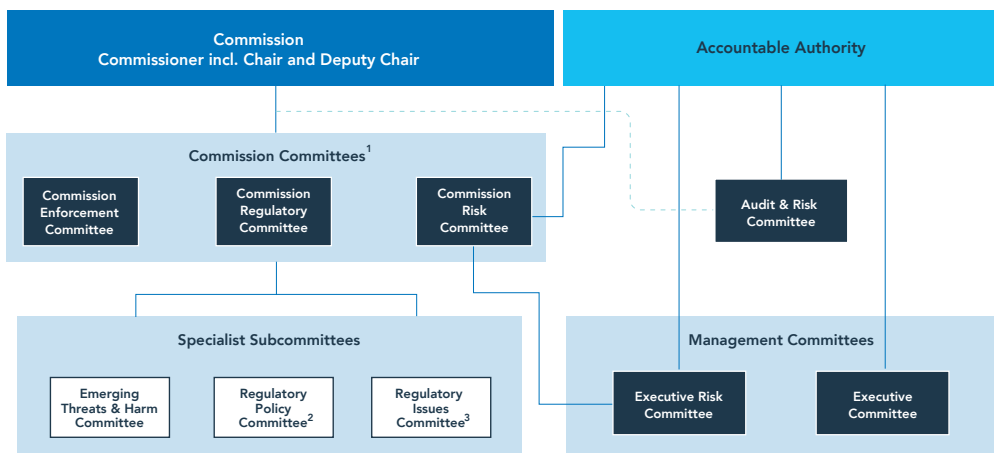 Commission
Commissioner incl. Chair and Deputy Chair
Accountable Authority
Commission Committees1
Commission
Enforcement
Committee
Commission
Regulatory
Committee
Commission
Risk
Committee
Audit & Risk
Committee
Specialist Subcommittees
Emerging
Threats & Harm
Committee
Regulatory
Policy
Committee2
Regulatory
Issues
Committee3
Management Committees
Executive Risk
Committee
Executive
Committee